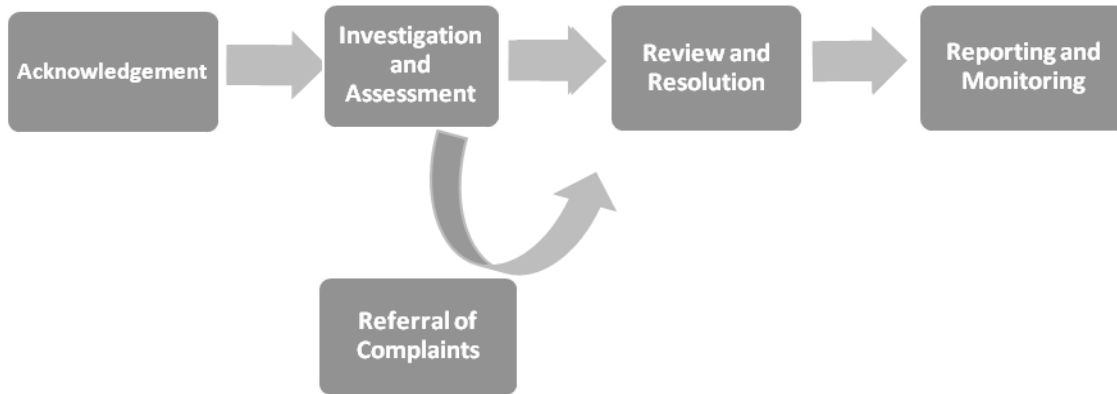 Acknowledgement
Investigation
and
Assessment
Review and
Resolution
Reporting and
Monitoring
Referral of
Complaints